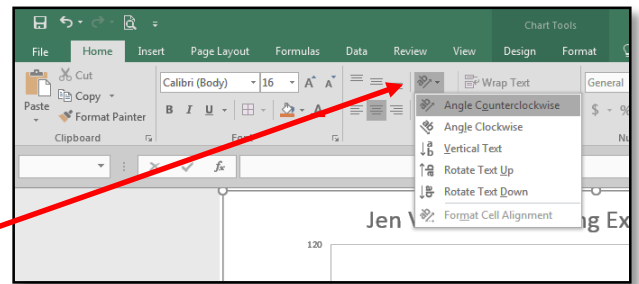 Chart Tools
File Home Insert Page Layout Formulas Data Review View Design Format
Cut
Copy
Format Painter
Paste
Clipboard
Calibri (Body) 16 A A
B I U A
Wrap Text
General
$ %
Angle Counterclockwise
Angle Clockwise
Vertical Text
Rotate Text Up
Rotate Text Down
Format Cell Alignment
fx
Jen
120